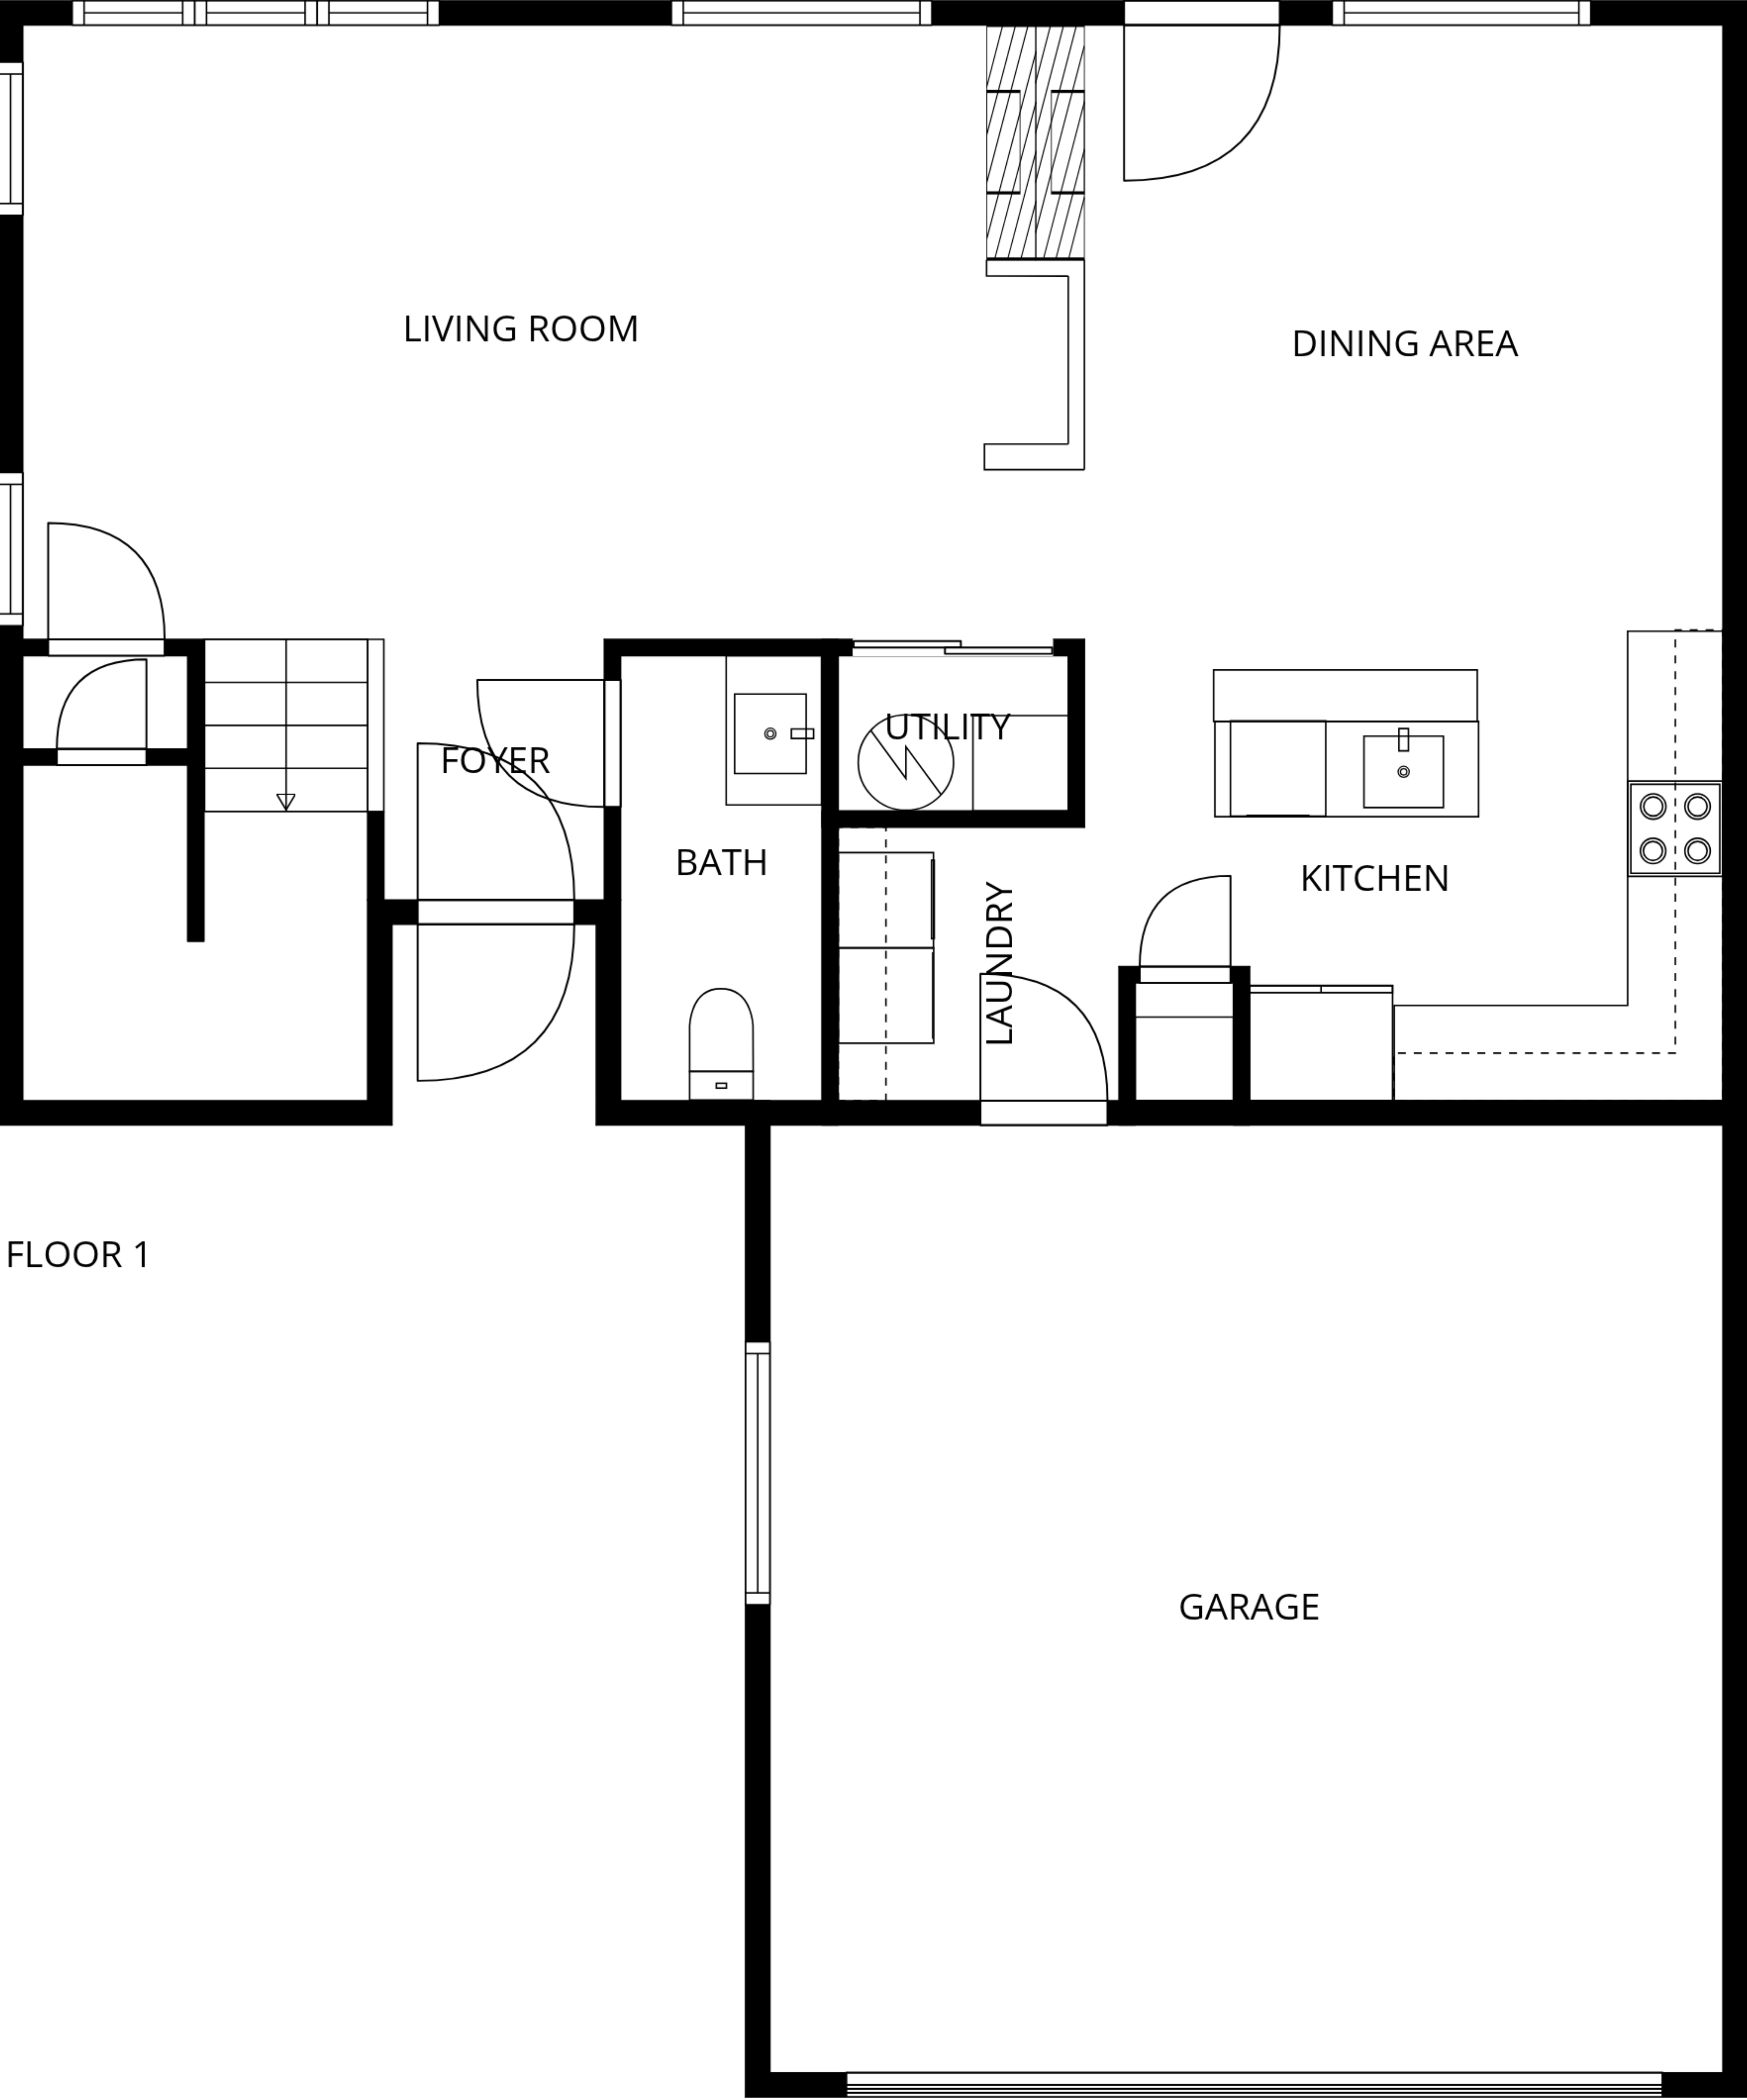 LIVING ROOM
DINING AREA
UTILITY
FOYER
BATH
KITCHEN
LAUNDRY
FLOOR 1
GARAGE